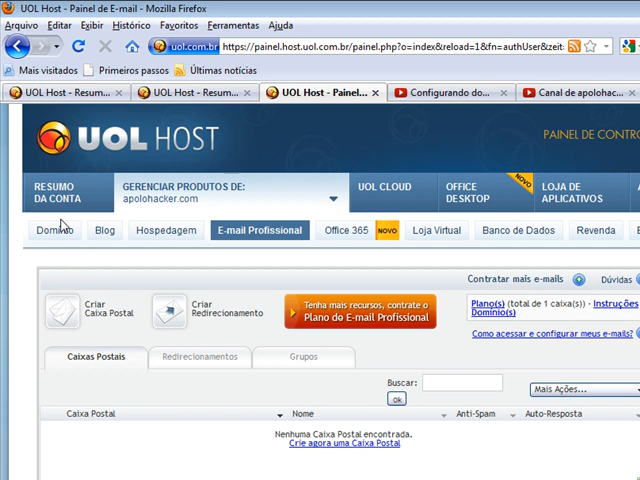 UOL Host - Painel de E-mail - Mozilla Firefox
Arquivo Editar Exibir Histórico Favoritos Ferramentas Ajuda
uol.com.br https://painel.host.uol.com.br/painel.php?o=index&reload=1&fn=authUser&zeit
Mais visitados Primeiros passos Últimas notícias
UOL Host - Resum... UOL Host - Resum... UOL Host - Painel... Configurando do... Canal de apolohac...
UOL HOST
PAINEL DE CONTRO
RESUMO DA CONTA
GERENCIAR PRODUTOS DE:
apolohacker.com
UOL CLOUD
OFFICE DESKTOP
NOVO
LOJA DE APLICATIVOS
Domínio Blog Hospedagem E-mail Profissional Office 365 NOVO Loja Virtual Banco de Dados Revenda E
Contratar mais e-mails Dúvidas
Criar Caixa Postal
Criar Redirecionamento
Tenha mais recursos, contrate o
Plano de E-mail Profissional
Plano(s) (total de 1 caixa(s)) - Instruções
Domínio(s)
Como acessar e configurar meus e-mails?
Caixas Postais Redirecionamentos Grupos
Buscar:
ok
Mais Ações...
Caixa Postal Nome Anti-Spam Auto-Resposta
Nenhuma Caixa Postal encontrada.
Crie agora uma Caixa Postal